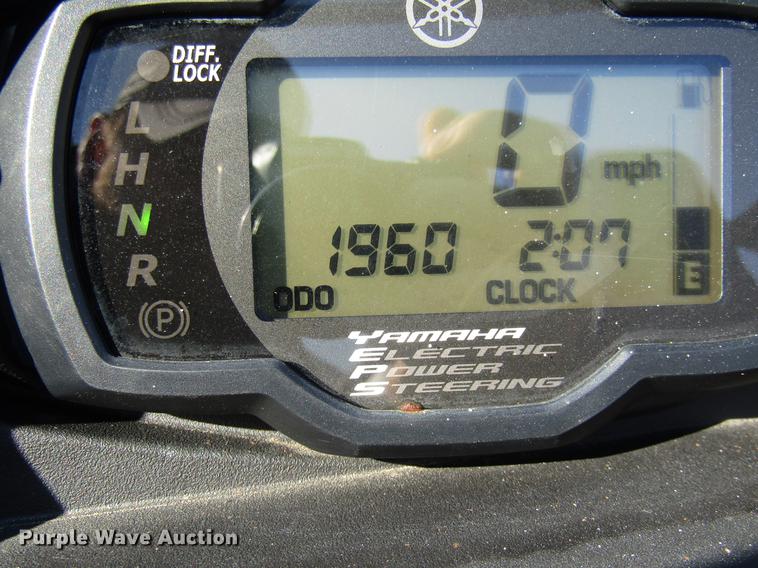 DIFF.
LOCK
L
H
N
R
P
0 mph
1960 2:07
ODO CLOCK E
YAMAHA
ELECTRIC
POWER
STEERING
Purple Wave Auction